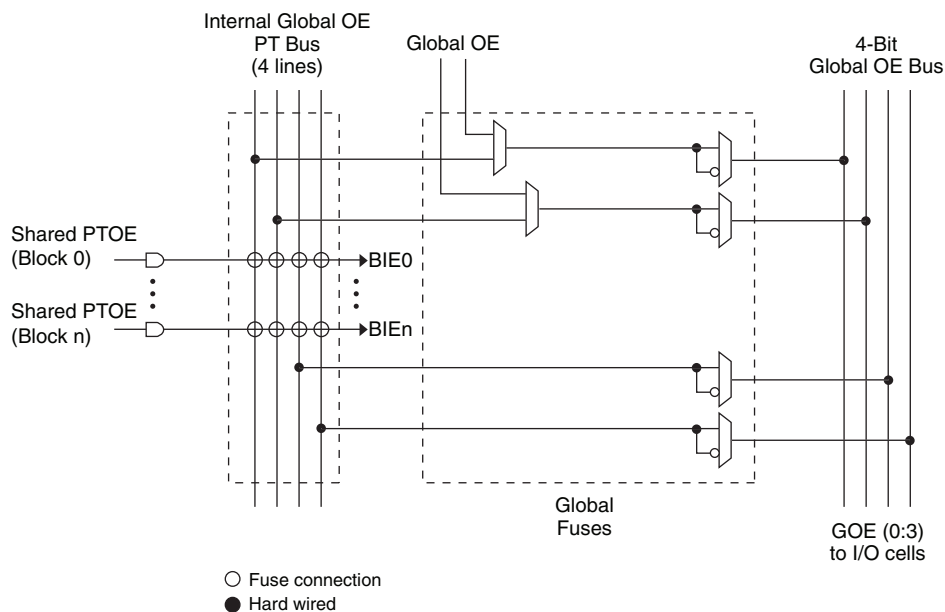 Internal Global OE
PT Bus
(4 lines)
Global OE
4-Bit
Global OE Bus
Shared PTOE
(Block 0)
BIE0
Shared PTOE
(Block n)
BIEn
Global
Fuses
GOE (0:3)
to I/O cells
Fuse connection
Hard wired